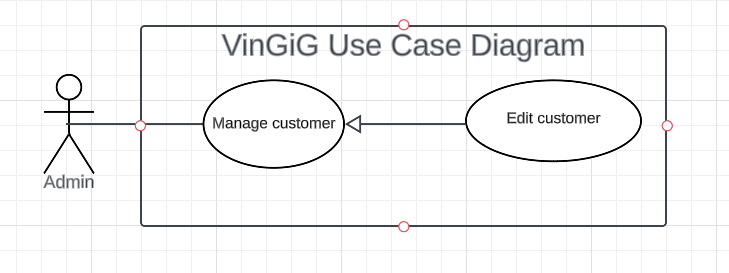 VinGiG Use Case Diagram
Manage customer
Edit customer
Admin